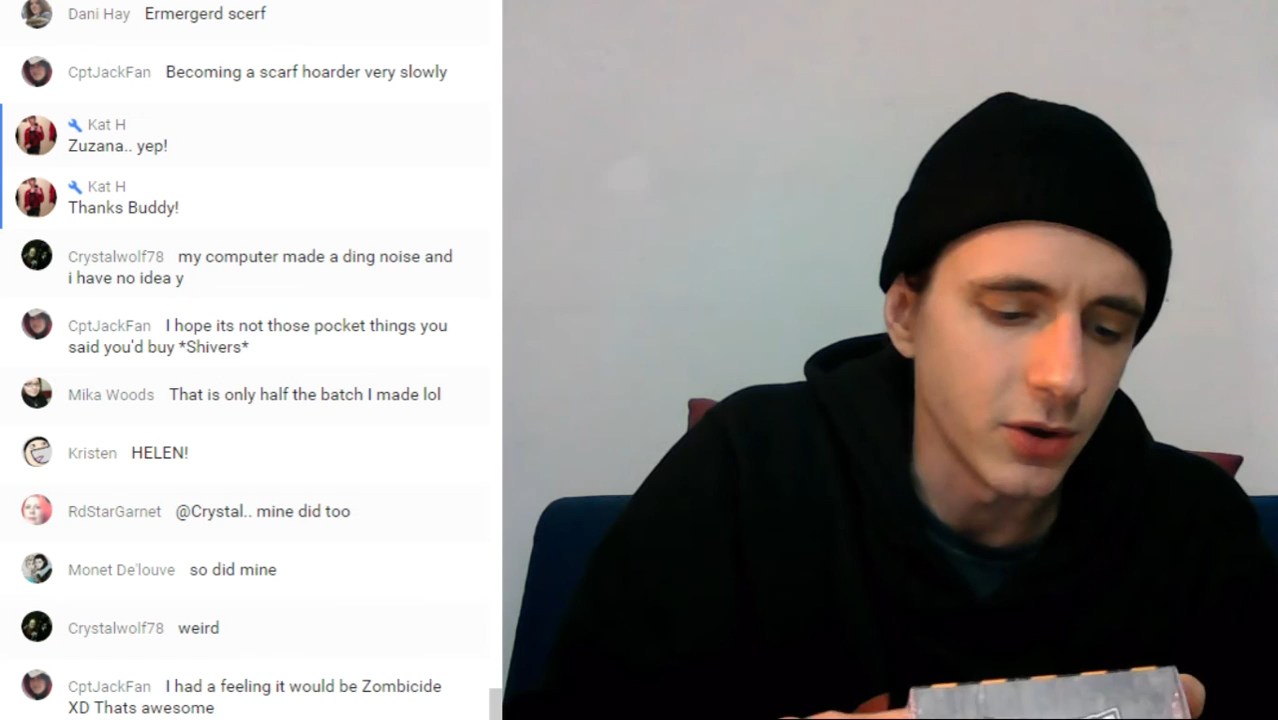 Dani Hay Ermergerd scerf
CptJackFan Becoming a scarf hoarder very slowly
Kat H
Zuzana.. yep!
Kat H
Thanks Buddy!
Crystalwolf78 my computer made a ding noise and
i have no idea y
CptJackFan I hope its not those pocket things you
said you'd buy *Shivers*
Mika Woods That is only half the batch I made lol
Kristen HELEN!
RdStarGarnet @Crystal.. mine did too
Monet De'louve so did mine
Crystalwolf78 weird
CptJackFan I had a feeling it would be Zombicide
XD Thats awesome